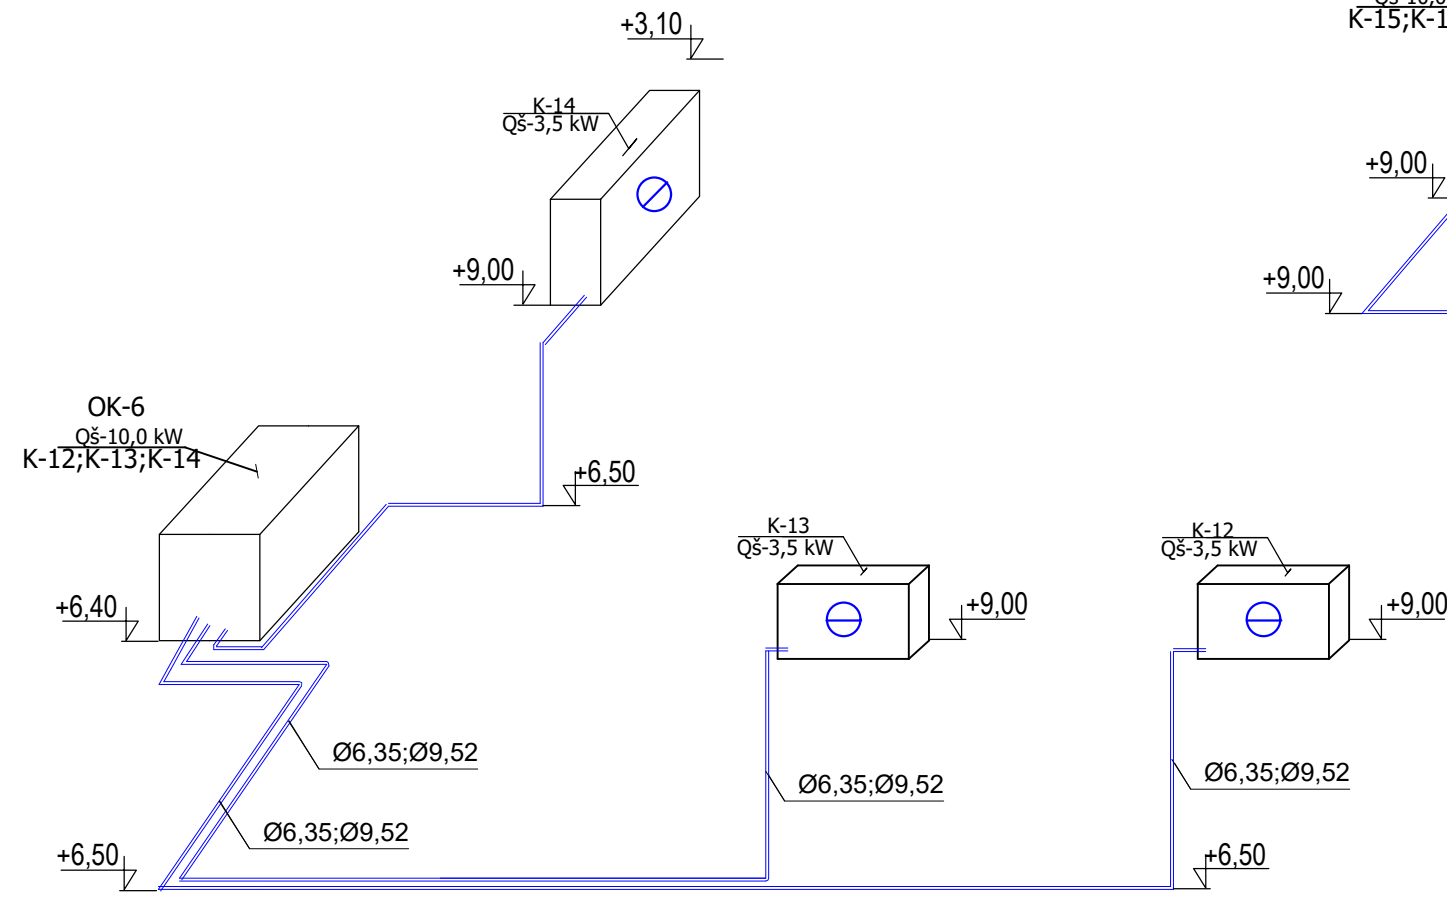 +3,10
K-15;K-1
K-14
Qš-3,5 kW
+9,00
+9,00
+9,00
OK-6
Qš-10,0 kW
K-12;K-13;K-14
+6,50
K-13
Qš-3,5 kW
K-12
Qš-3,5 kW
+6,40
+9,00
+9,00
Ø6,35;Ø9,52
Ø6,35;Ø9,52
Ø6,35;Ø9,52
Ø6,35;Ø9,52
+6,50
+6,50